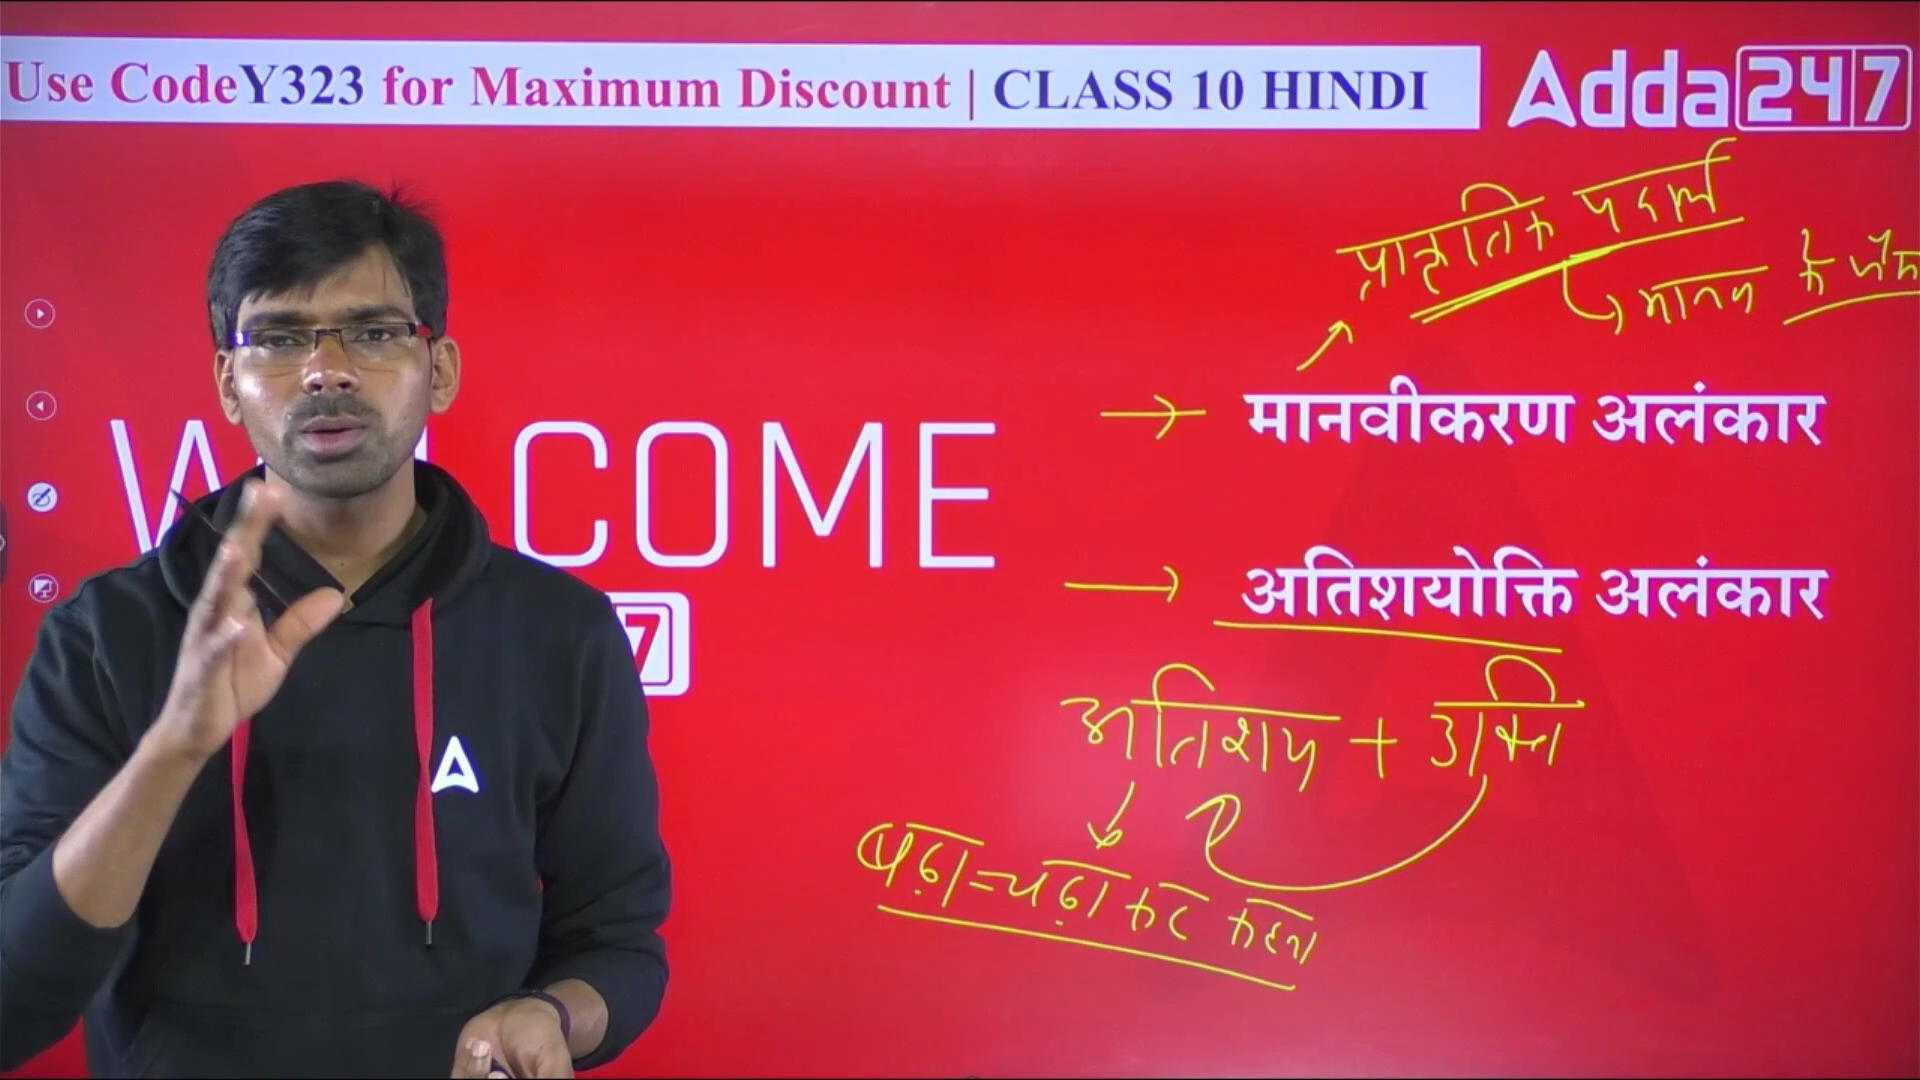 Use CodeY323 for Maximum Discount | CLASS 10 HINDI
Adda247
प्राकृतिक पदार्थ
मानव के जैसा
मानवीकरण अलंकार
W COME
अतिशयोक्ति अलंकार
7
अतिशय + उक्ति
बढ़ा-चढ़ा कर कहना